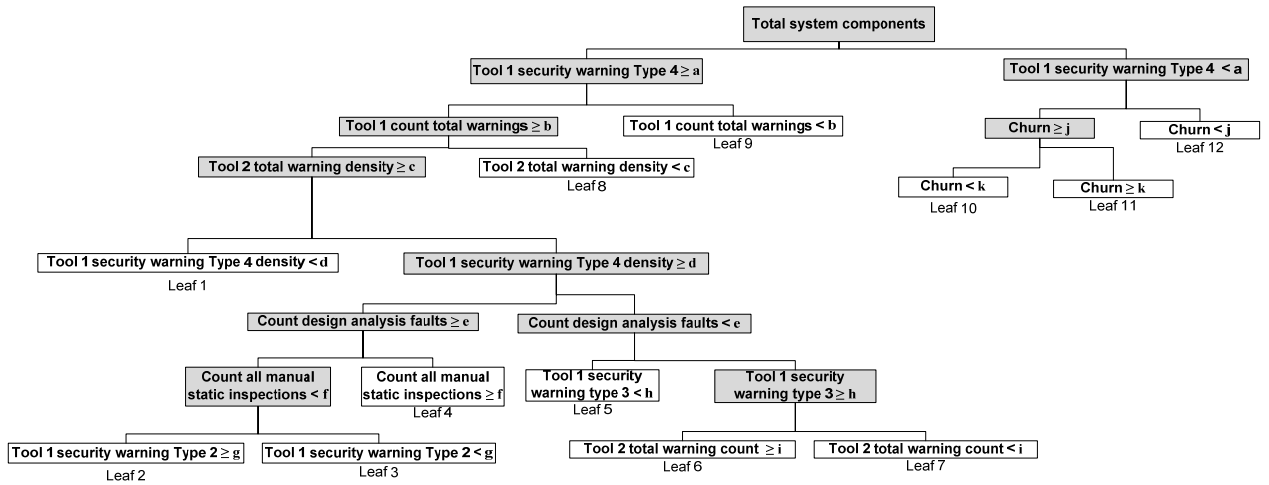 Total system components
Tool 1 security warning Type 4 ≥ a
Tool 1 security warning Type 4 < a
Tool 1 count total warnings ≥ b
Tool 1 count total warnings < b
Leaf 9
Churn ≥ j
Churn < j
Leaf 12
Tool 2 total warning density ≥ c
Tool 2 total warning density < c
Leaf 8
Churn < k
Leaf 10
Churn ≥ k
Leaf 11
Tool 1 security warning Type 4 density < d
Leaf 1
Tool 1 security warning Type 4 density ≥ d
Count design analysis faults ≥ e
Count design analysis faults < e
Count all manual
static inspections < f
Count all manual
static inspections ≥ f
Leaf 4
Tool 1 security
warning type 3 < h
Leaf 5
Tool 1 security
warning type 3 ≥ h
Tool 1 security warning Type 2 ≥ g
Leaf 2
Tool 1 security warning Type 2 < g
Leaf 3
Tool 2 total warning count ≥ i
Leaf 6
Tool 2 total warning count < i
Leaf 7